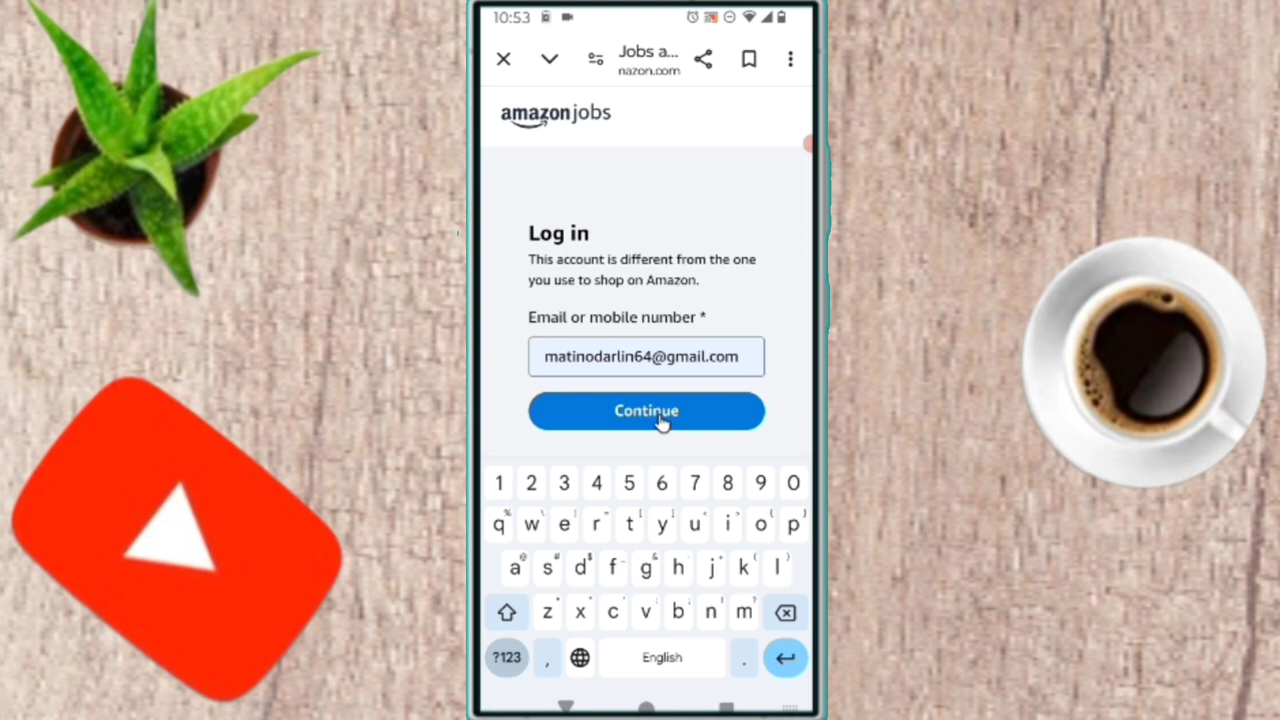 10:53
Jobs a...
nazon.com
amazon jobs
Log in
This account is different from the one
you use to shop on Amazon.
Email or mobile number *
matinodarlin64@gmail.com
Continue
1 2 3 4 5 6 7 8 9 0
q w e r t y u i o p
a s d f g h j k l
z x c v b n m
?123 , English .